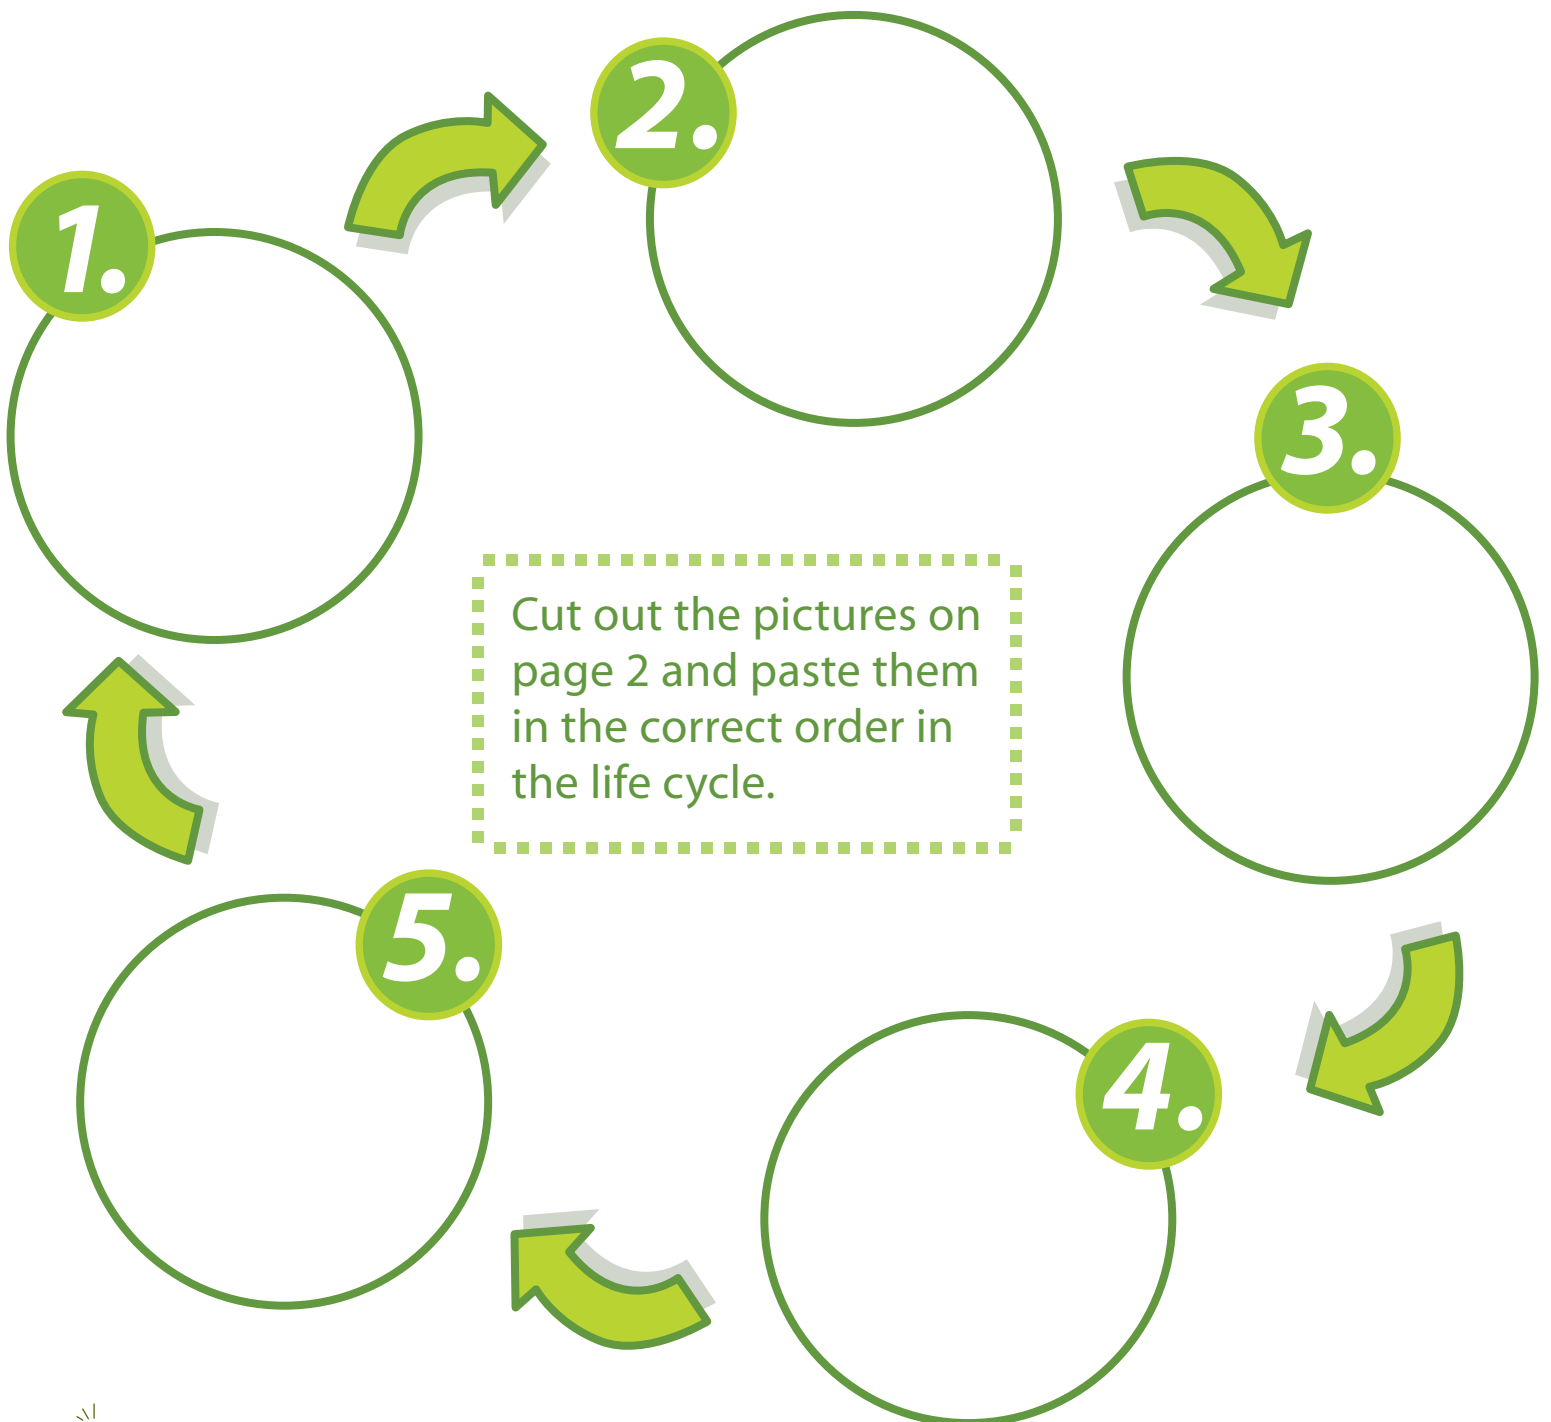 1.
2.
3.
Cut out the pictures on
page 2 and paste them
in the correct order in
the life cycle.
5.
4.